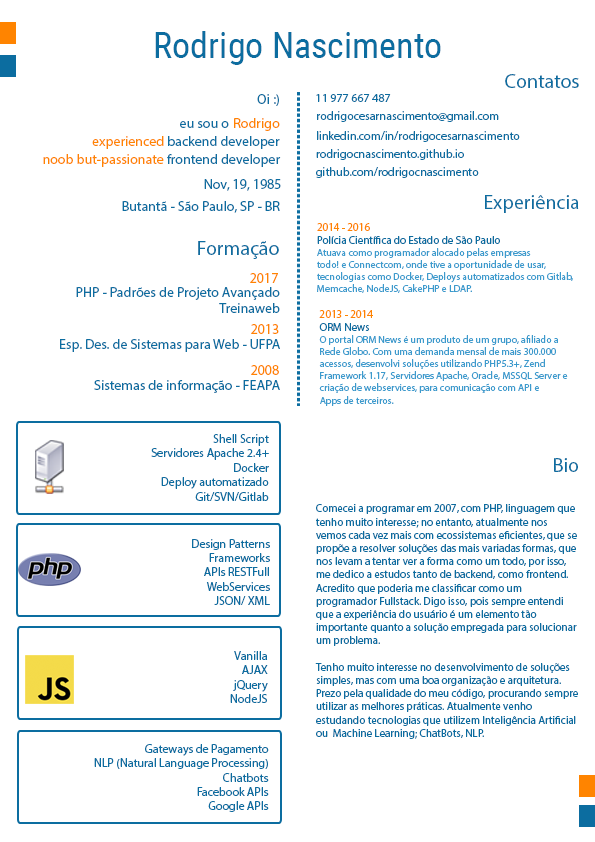 Rodrigo Nascimento
Oi :)
eu sou o Rodrigo
experienced backend developer
noob but-passionate frontend developer
Nov, 19, 1985
Butantã - São Paulo, SP - BR
Formação
2017
PHP - Padrões de Projeto Avançado
Treinaweb
2013
Esp. Des. de Sistemas para Web - UFPA
2008
Sistemas de informação - FEAPA
Shell Script
Servidores Apache 2.4+
Docker
Deploy automatizado
Git/SVN/Gitlab
php
Design Patterns
Frameworks
APIs RESTFull
WebServices
JSON/ XML
JS
Vanilla
AJAX
jQuery
NodeJS
Gateways de Pagamento
NLP (Natural Language Processing)
Chatbots
Facebook APIs
Google APIs
Contatos
11 977 667 487
rodrigocesarnascimento@gmail.com
linkedin.com/in/rodrigocesarnascimento
rodrigocnascimento.github.io
github.com/rodrigocnascimento
Experiência
2014 - 2016
Polícia Científica do Estado de São Paulo
Atuava como programador alocado pelas empresas
todo! e Connectcom, onde tive a oportunidade de usar,
tecnologias como Docker, Deploys automatizados com Gitlab,
Memcache, NodeJS, CakePHP e LDAP.
2013 - 2014
ORM News
O portal ORM News é um produto de um grupo, afiliado a
Rede Globo. Com uma demanda mensal de mais 300.000
acessos, desenvolvi soluções utilizando PHP5.3+, Zend
Framework 1.17, Servidores Apache, Oracle, MSSQL Server e
criação de webservices, para comunicação com API e
Apps de terceiros.
Bio
Comecei a programar em 2007, com PHP, linguagem que
tenho muito interesse; no entanto, atualmente nos
vemos cada vez mais com ecossistemas eficientes, que se
propõe a resolver soluções das mais variadas formas, que
nos levam a tentar ver a forma como um todo, por isso,
me dedico a estudos tanto de backend, como frontend.
Acredito que poderia me classificar como um
programador Fullstack. Digo isso, pois sempre entendi
que a experiência do usuário é um elemento tão
importante quanto a solução empregada para solucionar
um problema.
Tenho muito interesse no desenvolvimento de soluções
simples, mas com uma boa organização e arquitetura.
Prezo pela qualidade do meu código, procurando sempre
utilizar as melhores práticas. Atualmente venho
estudando tecnologias que utilizem Inteligência Artificial
ou Machine Learning; ChatBots, NLP.